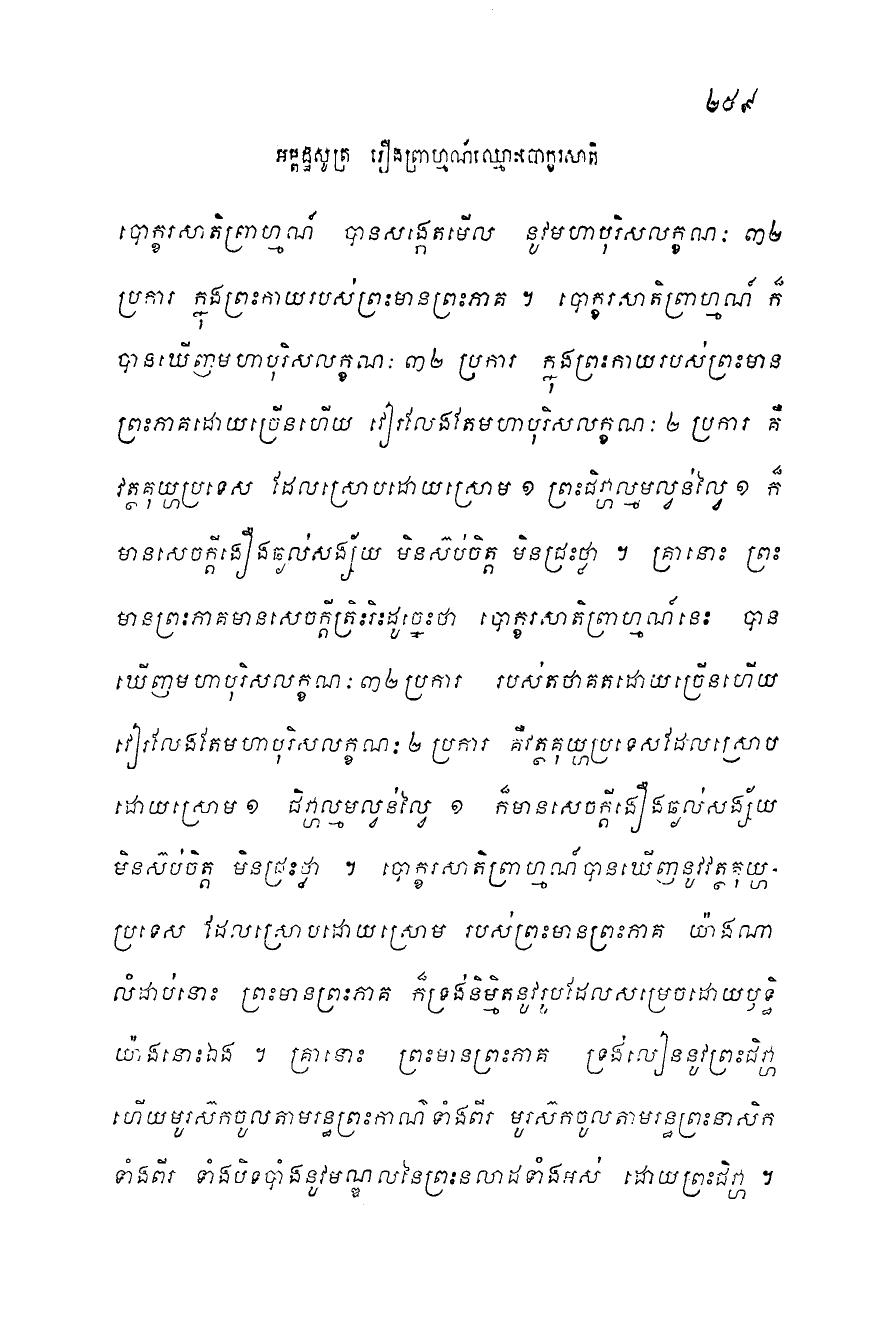 ២៥៩
អម្ពដ្ឋសូត្រ រឿងព្រាហ្មណ៍ឈ្មោះបោក្ខរសាតិ
បោក្ខរសាតិព្រាហ្មណ៍ បានសង្កេតមើល នូវមហាបុរិសលក្ខណៈ ៣២
ប្រការ ក្នុងព្រះកាយរបស់ព្រះមានព្រះភាគ ។ បោក្ខរសាតិព្រាហ្មណ៍ ក៏
បានឃើញមហាបុរិសលក្ខណៈ ៣២ ប្រការ ក្នុងព្រះកាយរបស់ព្រះមាន
ព្រះភាគដោយច្រើនហើយ វៀរលែងតែមហាបុរិសលក្ខណៈ ២ ប្រការ គឺ
វត្ថគុយ្ហប្រទេស ដែលស្រោបដោយស្រោម ១ ព្រះជិវ្ហាល្មមល្វន់ល្វៃ ១ ក៏
មានសេចក្តីងឿងឆ្ងល់សង្ស័យ មិនស៊ប់ចិត្ត មិនជ្រះថ្លា ។ គ្រានោះ ព្រះ
មានព្រះភាគមានសេចក្តីត្រិះរិះដូច្នេះថា បោក្ខរសាតិព្រាហ្មណ៍នេះ បាន
ឃើញមហាបុរិសលក្ខណៈ ៣២ ប្រការ របស់តថាគតដោយច្រើនហើយ
វៀរលែងតែមហាបុរិសលក្ខណៈ ២ ប្រការ គឺវត្ថគុយ្ហប្រទេសដែលស្រោប
ដោយស្រោម ១ ជិវ្ហាល្មមល្វន់ល្វៃ ១ ក៏មានសេចក្តីងឿងឆ្ងល់សង្ស័យ
មិនស៊ប់ចិត្ត មិនជ្រះថ្លា ។ បោក្ខរសាតិព្រាហ្មណ៍បានឃើញនូវវត្ថគុយ្ហ-
ប្រទេស ដែលស្រោបដោយស្រោម របស់ព្រះមានព្រះភាគ យ៉ាងណា
លំដាប់នោះ ព្រះមានព្រះភាគ ក៏ទ្រង់និម្មិតនូវរូបដែលសម្រេចដោយឫទ្ធិ
យ៉ាងនោះឯង ។ គ្រានោះ ព្រះមានព្រះភាគ ទ្រង់លៀននូវព្រះជិវ្ហា
ហើយមូរស៊កចូលតាមរន្ធព្រះកាណ៌ទាំងពីរ មូរស៊កចូលតាមរន្ធព្រះនាសិក
ទាំងពីរ ទាំងបិទបាំងនូវមណ្ឌលនៃព្រះនលាដទាំងអស់ ដោយព្រះជិវ្ហា ។